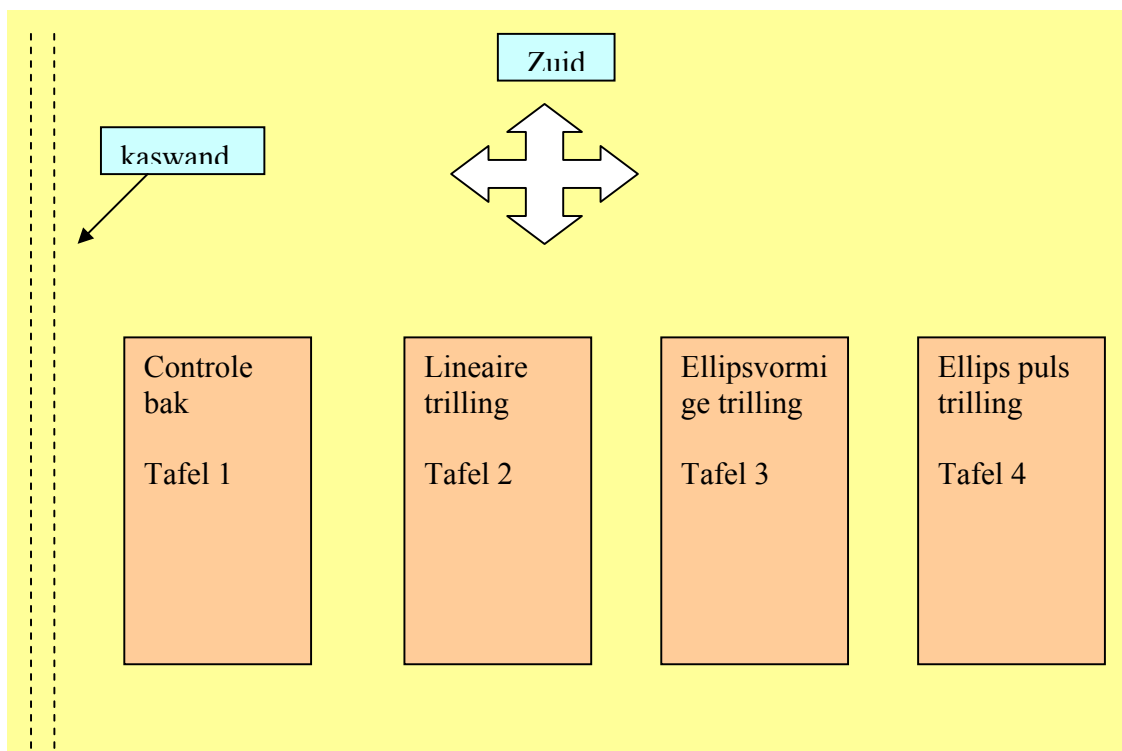 Zuid
kaswand
Controle
bak
Tafel 1
Lineaire
trilling
Tafel 2
Ellipsvormi
ge trilling
Tafel 3
Ellips puls
trilling
Tafel 4